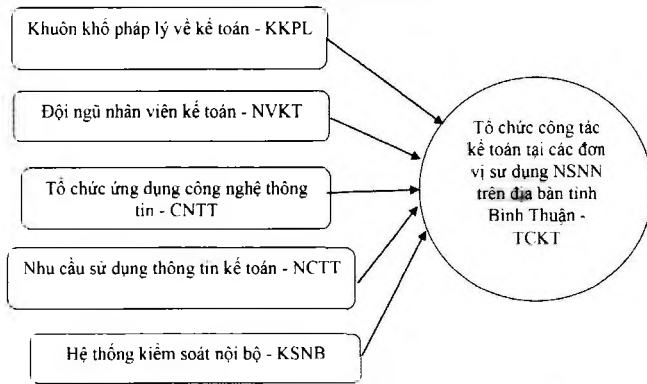 Khuôn khổ pháp lý về kế toán - KKPL
Đội ngũ nhân viên kế toán - NVKT
Tổ chức ứng dụng công nghệ thông
tin - CNTT
Nhu cầu sử dụng thông tin kế toán - NCTT
Hệ thống kiểm soát nội bộ - KSNB
Tổ chức công tác
kế toán tại các đơn
vị sử dụng NSNN
trên địa bàn tỉnh
Bình Thuận -
TCKT